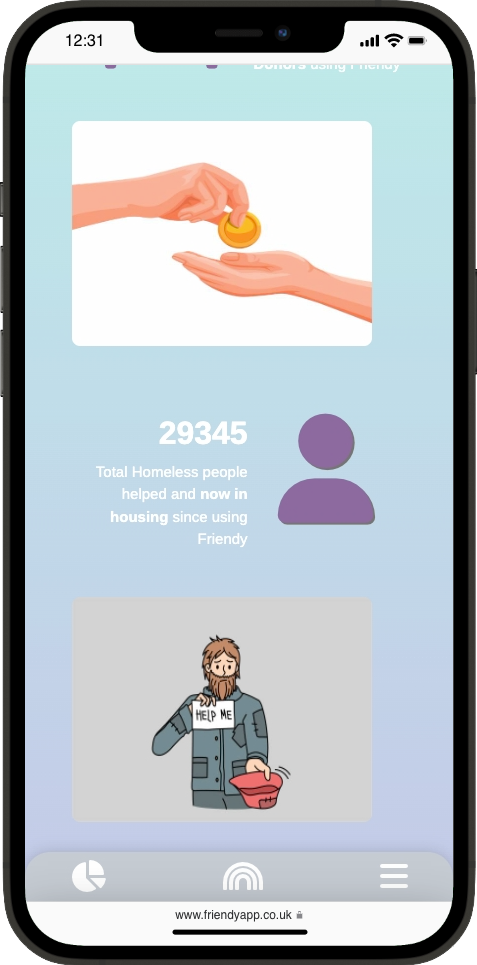 12:31
Donors using Friendy
29345
Total Homeless people
helped and now in
housing since using
Friendy
HELP ME
www.friendyapp.co.uk